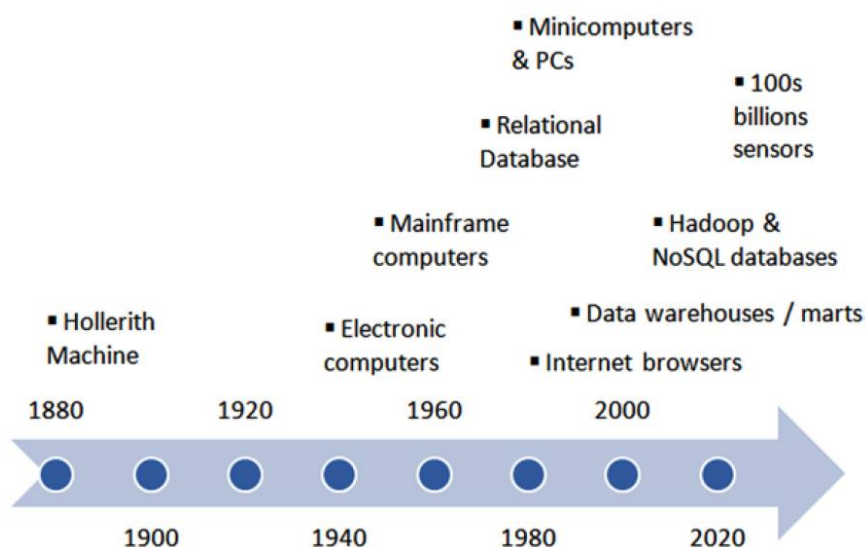 ▪ Minicomputers
& PCs
▪ 100s
billions
sensors
▪ Relational
Database
▪ Mainframe
computers
▪ Hadoop &
NoSQL databases
▪ Hollerith
Machine
▪ Electronic
computers
▪ Data warehouses / marts
▪ Internet browsers
1880
1920
1960
2000
1900
1940
1980
2020